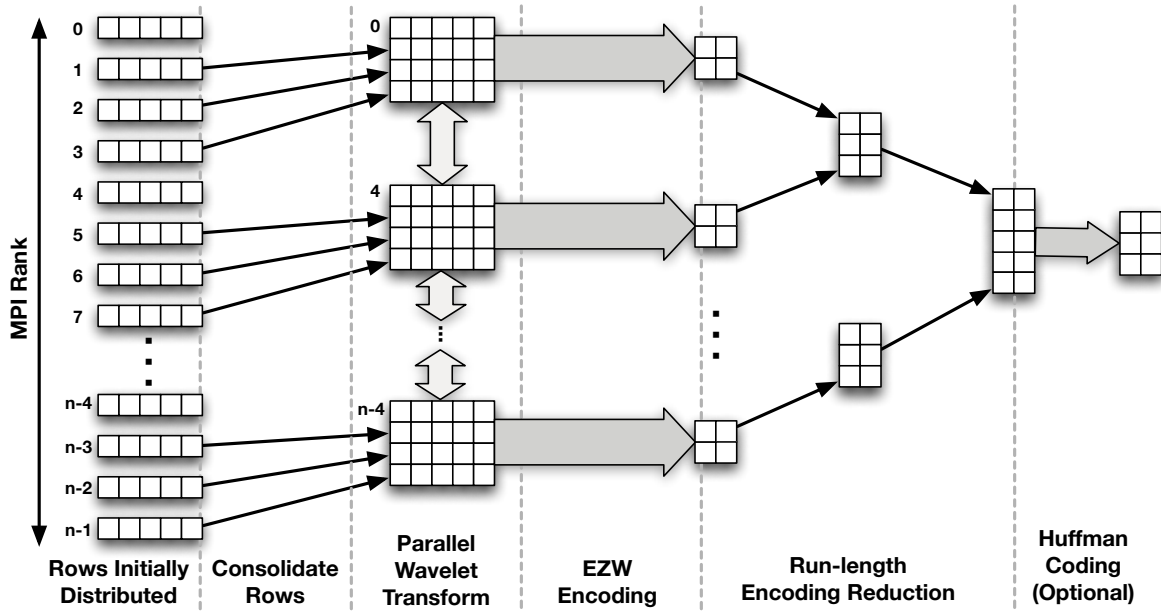 MPI Rank
0
1
2
3
4
5
6
7
n-4
n-3
n-2
n-1
0
4
n-4
Rows Initially
Distributed
Consolidate
Rows
Parallel
Wavelet
Transform
EZW
Encoding
Run-length
Encoding Reduction
Huffman
Coding
(Optional)